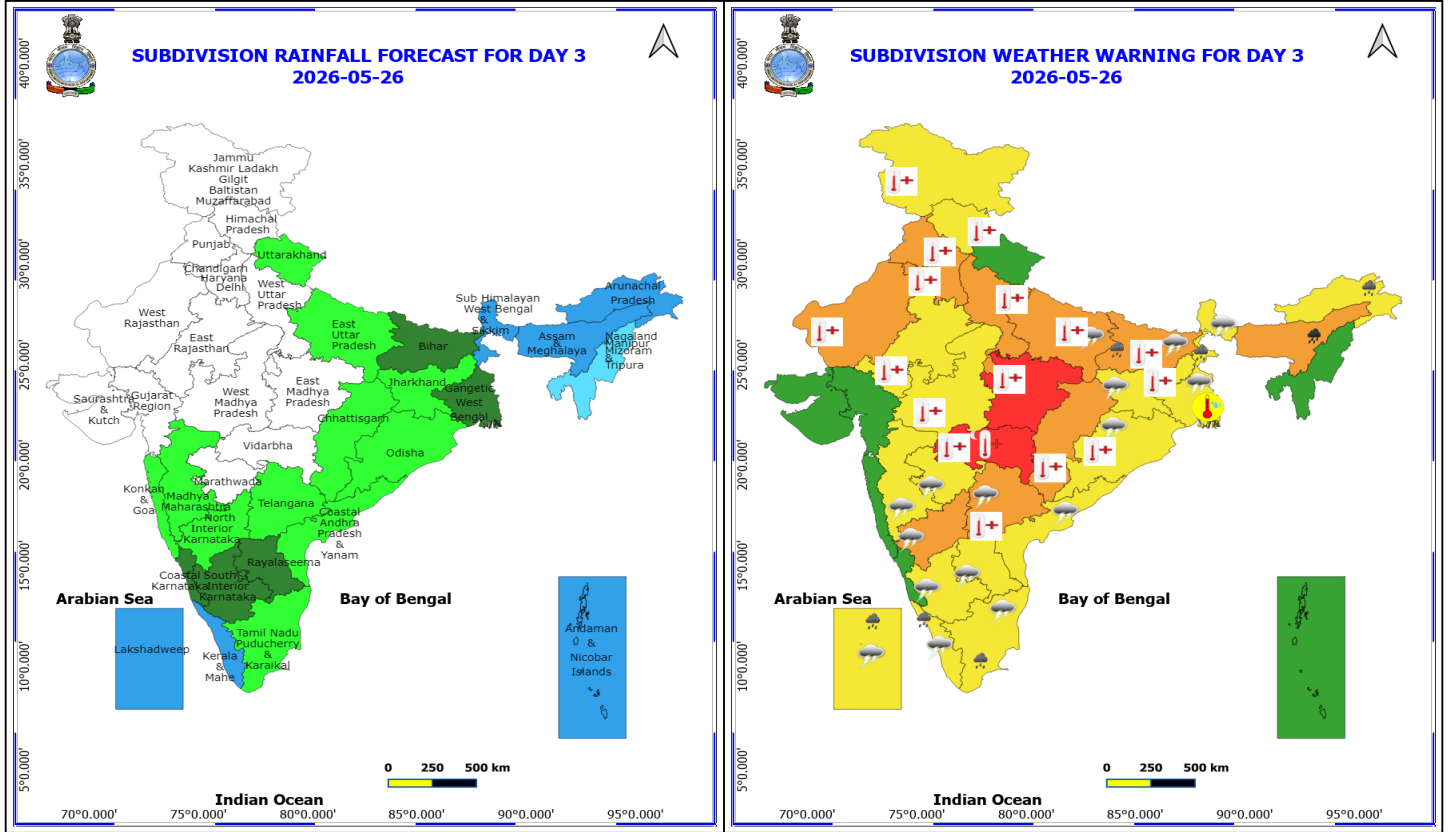 SUBDIVISION RAINFALL FORECAST FOR DAY 3
2026-05-26
40°0.000'
35°0.000'
30°0.000'
25°0.000'
20°0.000'
15°0.000'
10°0.000'
5°0.000'
Jammu
Kashmir Ladakh
Gilgit
Baltistan
Muzaffarabad
Himachal
Pradesh
Punjab
Uttarakhand
Chandigarh
Haryana
Delhi
West
Uttar
Pradesh
West
Rajasthan
East
Rajasthan
East
Uttar
Pradesh
Bihar
Sub Himalayan
West Bengal
&
Sikkim
Arunachal
Pradesh
Assam
&
Meghalaya
Nagaland
Manipur
Mizoram
&
Tripura
Saurashtra
&
Kutch
Gujarat
Region
West
Madhya
Pradesh
East
Madhya
Pradesh
Jharkhand
Gangetic
West
Bengal
Chhattisgarh
Vidarbha
Odisha
Konkan
&
Goa
Madhya
Maharashtra
Marathwada
Telangana
North
Interior
Karnataka
Coastal
Andhra
Pradesh
&
Yanam
Rayalaseema
Coastal
Karnataka
South
Interior
Karnataka
Arabian Sea
Bay of Bengal
Lakshadweep
Kerala
&
Mahe
Tamil Nadu
Puducherry
&
Karaikal
Andaman
&
Nicobar
Islands
0 250 500 km
Indian Ocean
70°0.000' 75°0.000' 80°0.000' 85°0.000' 90°0.000' 95°0.000'
SUBDIVISION WEATHER WARNING FOR DAY 3
2026-05-26
40°0.000'
35°0.000'
30°0.000'
25°0.000'
20°0.000'
15°0.000'
10°0.000'
5°0.000'
Arabian Sea
Bay of Bengal
0 250 500 km
Indian Ocean
70°0.000' 75°0.000' 80°0.000' 85°0.000' 90°0.000' 95°0.000'